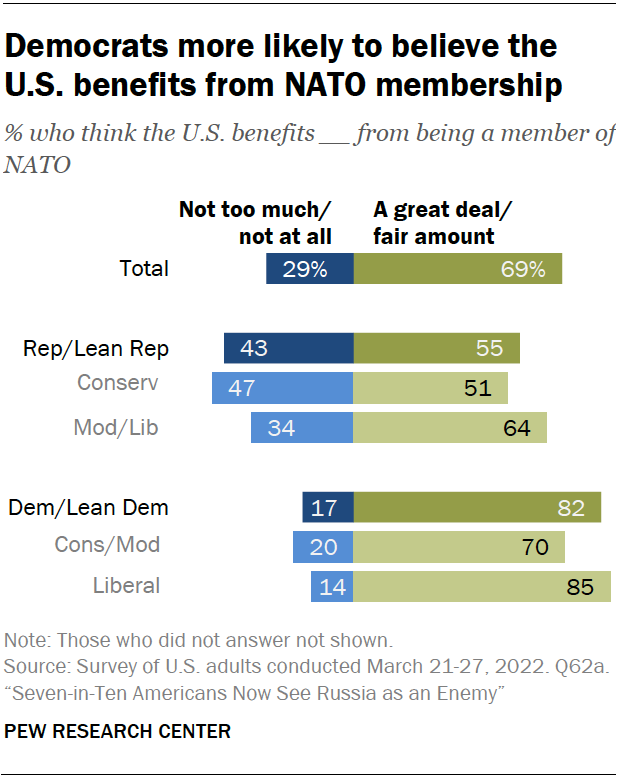 Democrats more likely to believe the
U.S. benefits from NATO membership
% who think the U.S. benefits __ from being a member of
NATO
Not too much/ A great deal/
not at all fair amount
Total 29% 69%
Rep/Lean Rep 43 55
Conserv 47 51
Mod/Lib 34 64
Dem/Lean Dem 17 82
Cons/Mod 20 70
Liberal 14 85
Note: Those who did not answer not shown.
Source: Survey of U.S. adults conducted March 21-27, 2022. Q62a.
“Seven-in-Ten Americans Now See Russia as an Enemy”
PEW RESEARCH CENTER